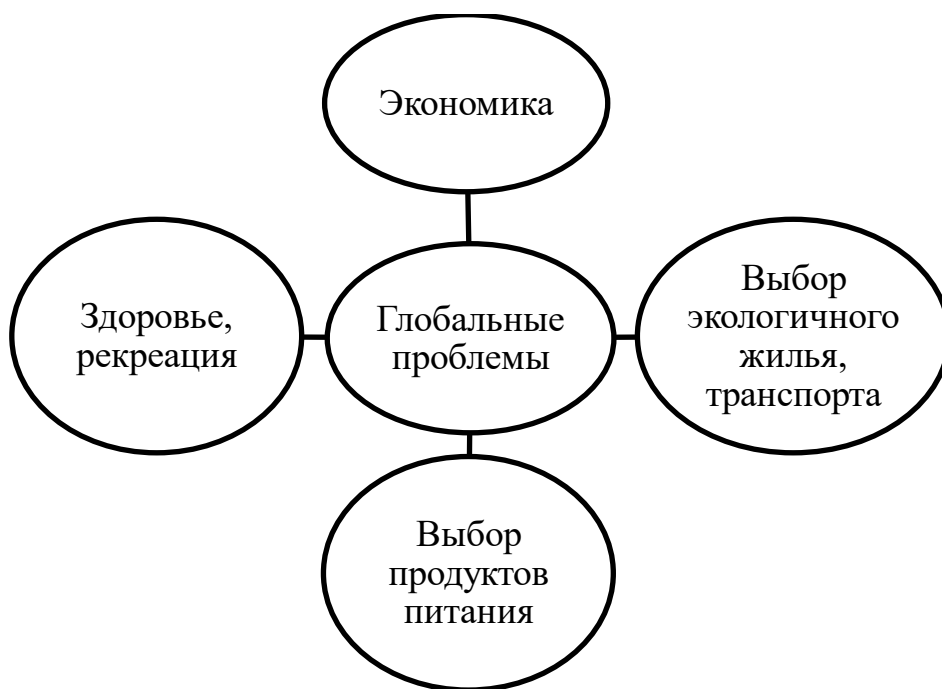 Экономика
Здоровье,
рекреация
Глобальные
проблемы
Выбор
экологичного
жилья,
транспорта
Выбор
продуктов
питания